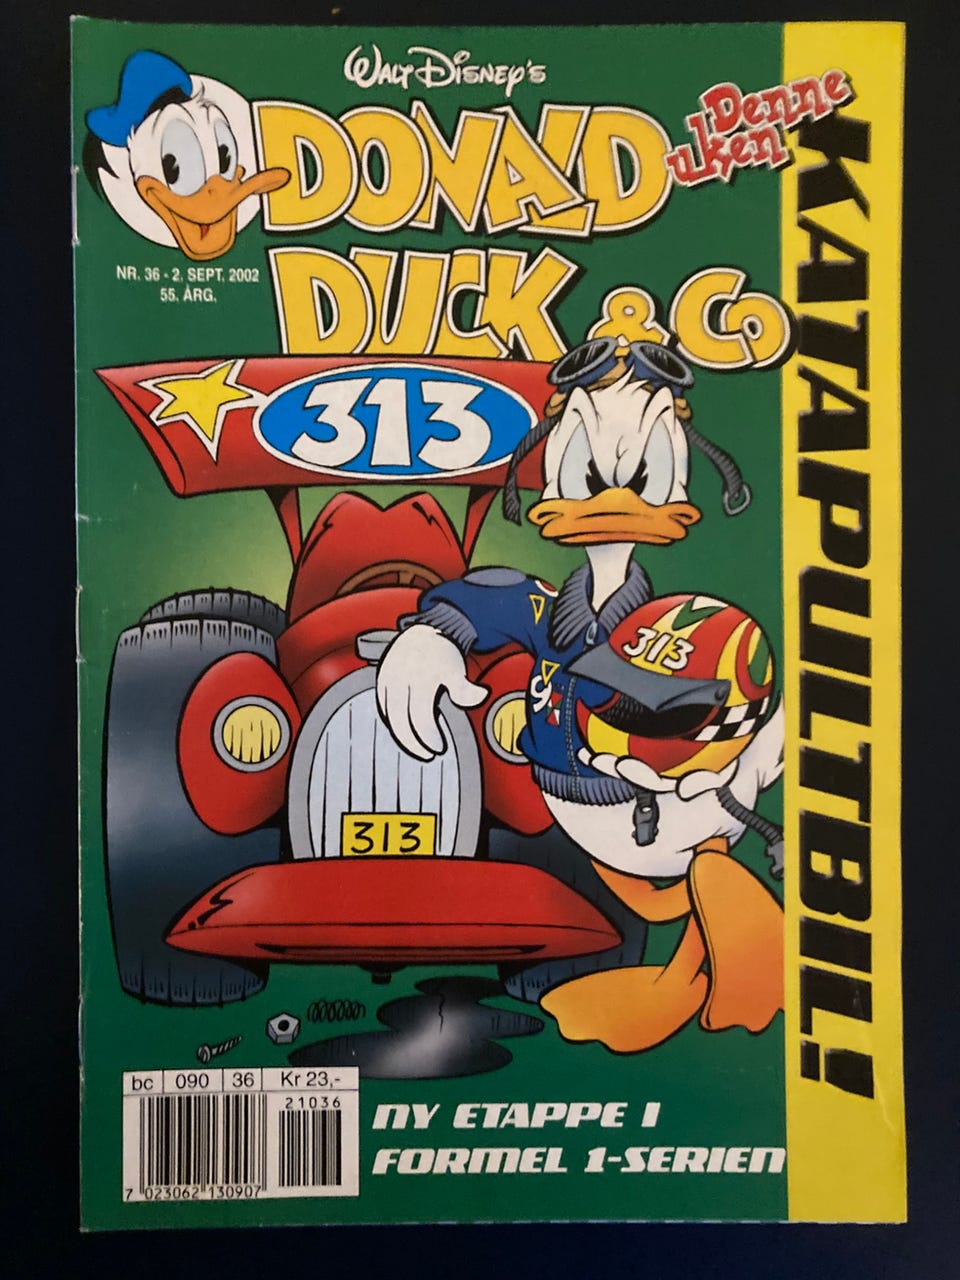 WALT DISNEY'S
DONALD
DUCK & CO
Denne
uken
KATAPULTBIL!
NR. 36 - 2. SEPT. 2002
55. ÅRG.
313
313
9
313
bc 090 36 Kr 23,-
21036
7 023062 130907
NY ETAPPE I
FORMEL 1-SERIEN